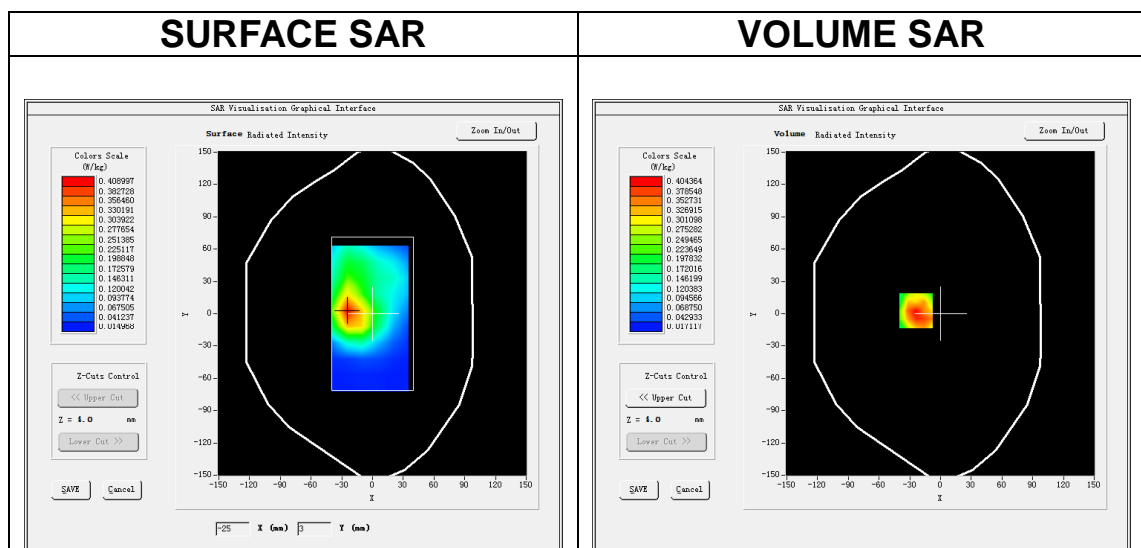 SURFACE SAR
SAR Visualisation Graphical Interface
Surface Radiated Intensity
Zoom In/Out
Colors Scale
(W/kg)
0.408997
0.382728
0.356460
0.330191
0.303922
0.277654
0.251385
0.225117
0.198848
0.172579
0.146311
0.120042
0.093774
0.067505
0.041237
0.014968
150
120
90
60
30
0
-30
-60
-90
-120
-150
Y
-150 -120 -90 -60 -30 0 30 60 90 120 150
X
Z-Cuts Control
<< Upper Cut
Z = mm
Lower Cut >>
SAVE Cancel
-25 X (mm) 3 Y (mm)
VOLUME SAR
SAR Visualisation Graphical Interface
Volume Radiated Intensity
Zoom In/Out
Colors Scale
(W/kg)
0.404364
0.378548
0.352731
0.326915
0.301098
0.275282
0.249465
0.223649
0.197832
0.172016
0.146199
0.120383
0.094566
0.068750
0.042933
0.017117
150
120
90
60
30
0
-30
-60
-90
-120
-150
Y
-150 -120 -90 -60 -30 0 30 60 90 120 150
X
Z-Cuts Control
<< Upper Cut
Z = mm
Lower Cut >>
SAVE Cancel